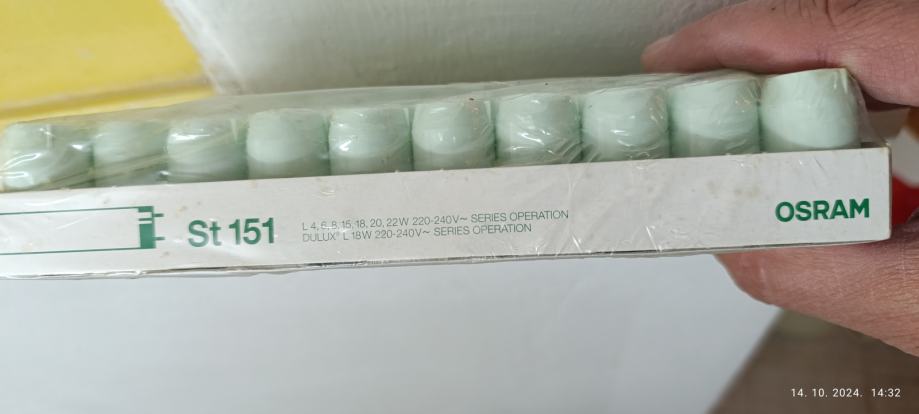 St 151
L 4, 6, 8, 15, 18, 20, 22W 220-240V~ SERIES OPERATION
DULUX® L 18W 220-240V~ SERIES OPERATION
OSRAM
14. 10. 2024. 14:32